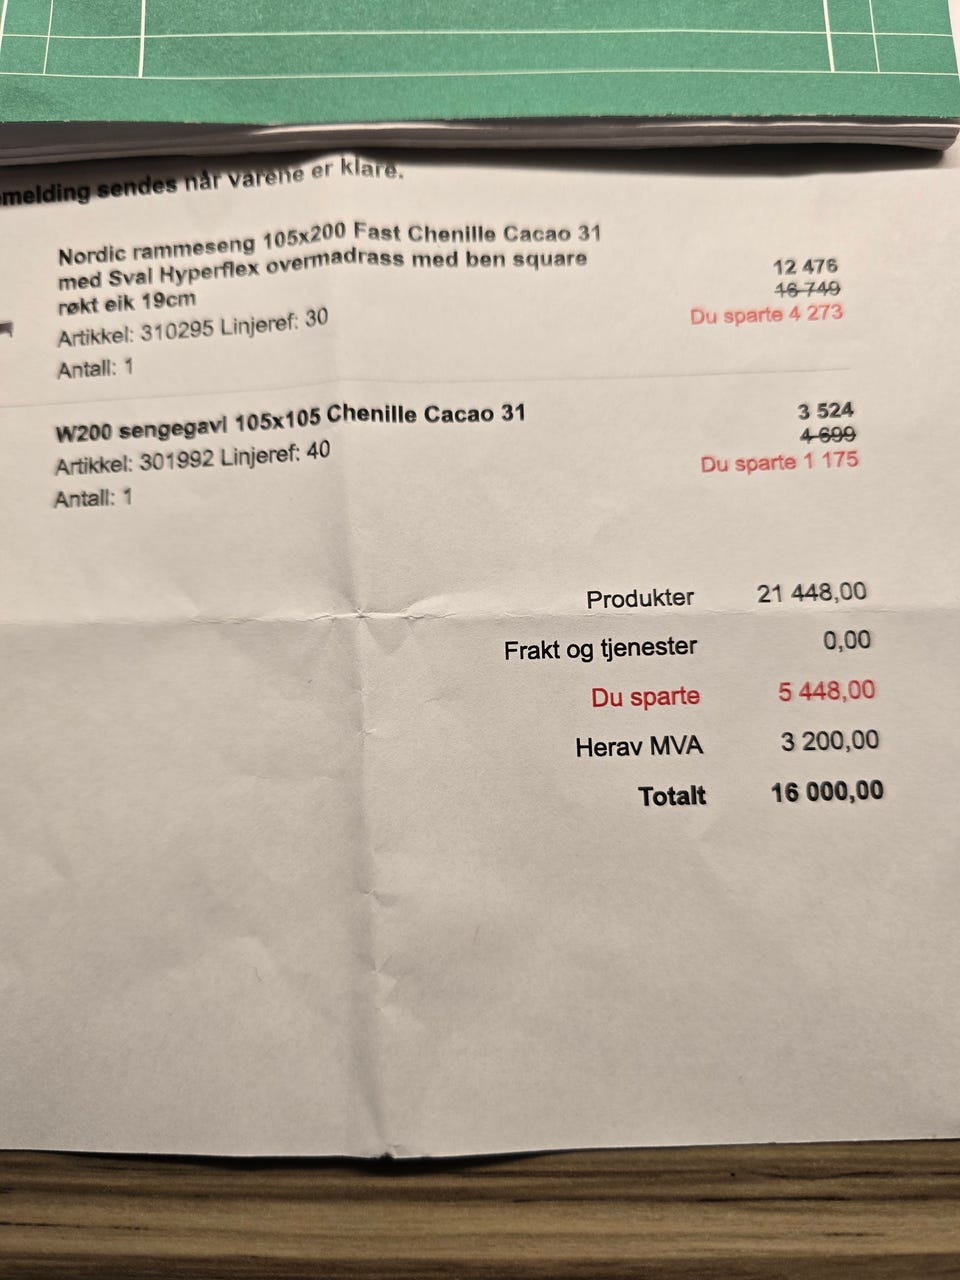 melding sendes når varene er klare.
Nordic rammeseng 105x200 Fast Chenille Cacao 31
med Sval Hyperflex overmadrass med ben square
røkt eik 19cm
12 476
16 749
Du sparte 4 273
Artikkel: 310295 Linjeref: 30
Antall: 1
W200 sengegavl 105x105 Chenille Cacao 31
3 524
4 699
Du sparte 1 175
Artikkel: 301992 Linjeref: 40
Antall: 1
Produkter 21 448,00
Frakt og tjenester 0,00
Du sparte 5 448,00
Herav MVA 3 200,00
Totalt 16 000,00